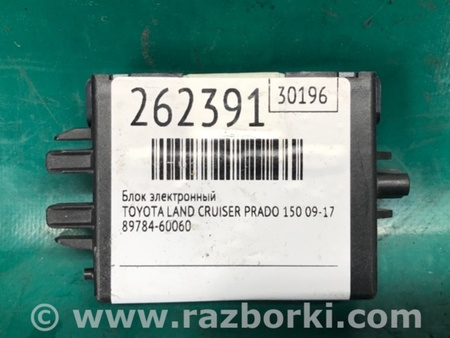 262391
30196
Блок электронный
TOYOTA LAND CRUISER PRADO 150 09-17
89784-60060
www.razborki.com